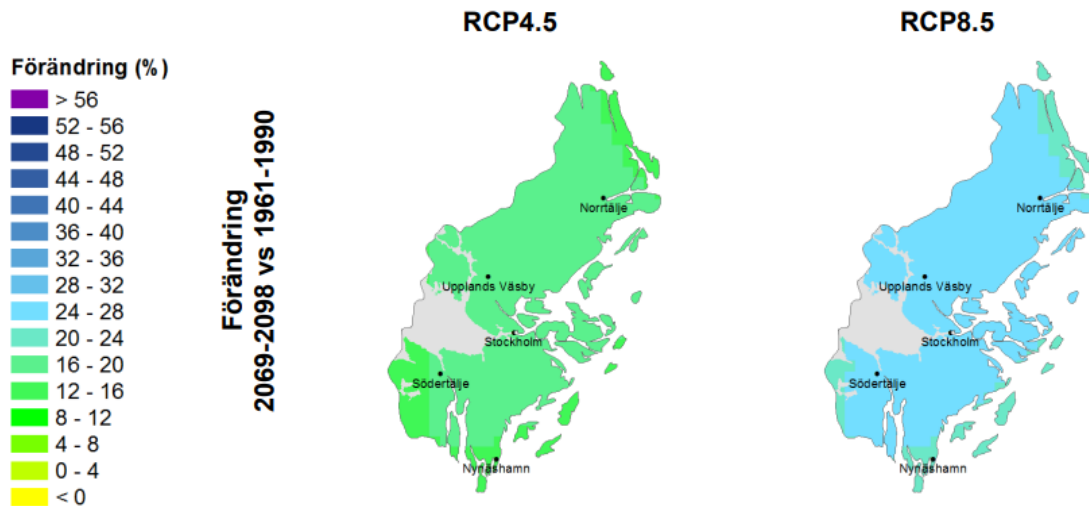 RCP4.5
RCP8.5
Förändring (%)
> 56
52 - 56
48 - 52
44 - 48
40 - 44
36 - 40
32 - 36
28 - 32
24 - 28
20 - 24
16 - 20
12 - 16
8 - 12
4 - 8
0 - 4
< 0
Förändring
2069-2098 vs 1961-1990
Norrtälje
Upplands Väsby
Stockholm
Södertälje
Nynäshamn
Norrtälje
Upplands Väsby
Stockholm
Södertälje
Nynäshamn